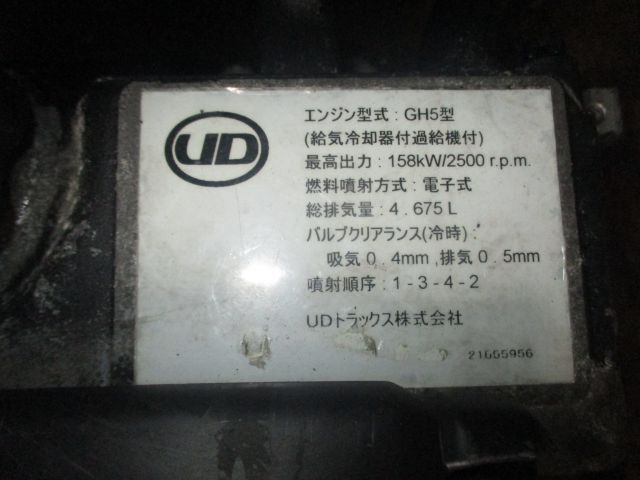 UD
エンジン型式 : GH5型
(給気冷却器付過給機付)
最高出力 : 158kW/2500 r.p.m.
燃料噴射方式 : 電子式
総排気量 : 4 . 675 L
バルブクリアランス(冷時) :
吸気 0 . 4mm ,排気 0 . 5mm
噴射順序 : 1 - 3 - 4 - 2
UDトラックス株式会社
21655956